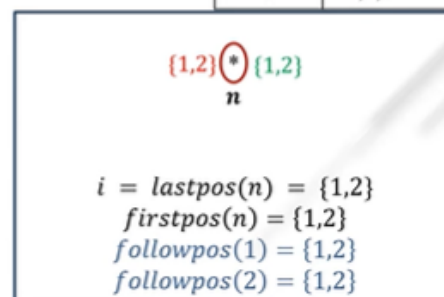 {1,2} * {1,2}
n
i = lastpos(n) = {1,2}
firstpos(n) = {1,2}
followpos(1) = {1,2}
followpos(2) = {1,2}